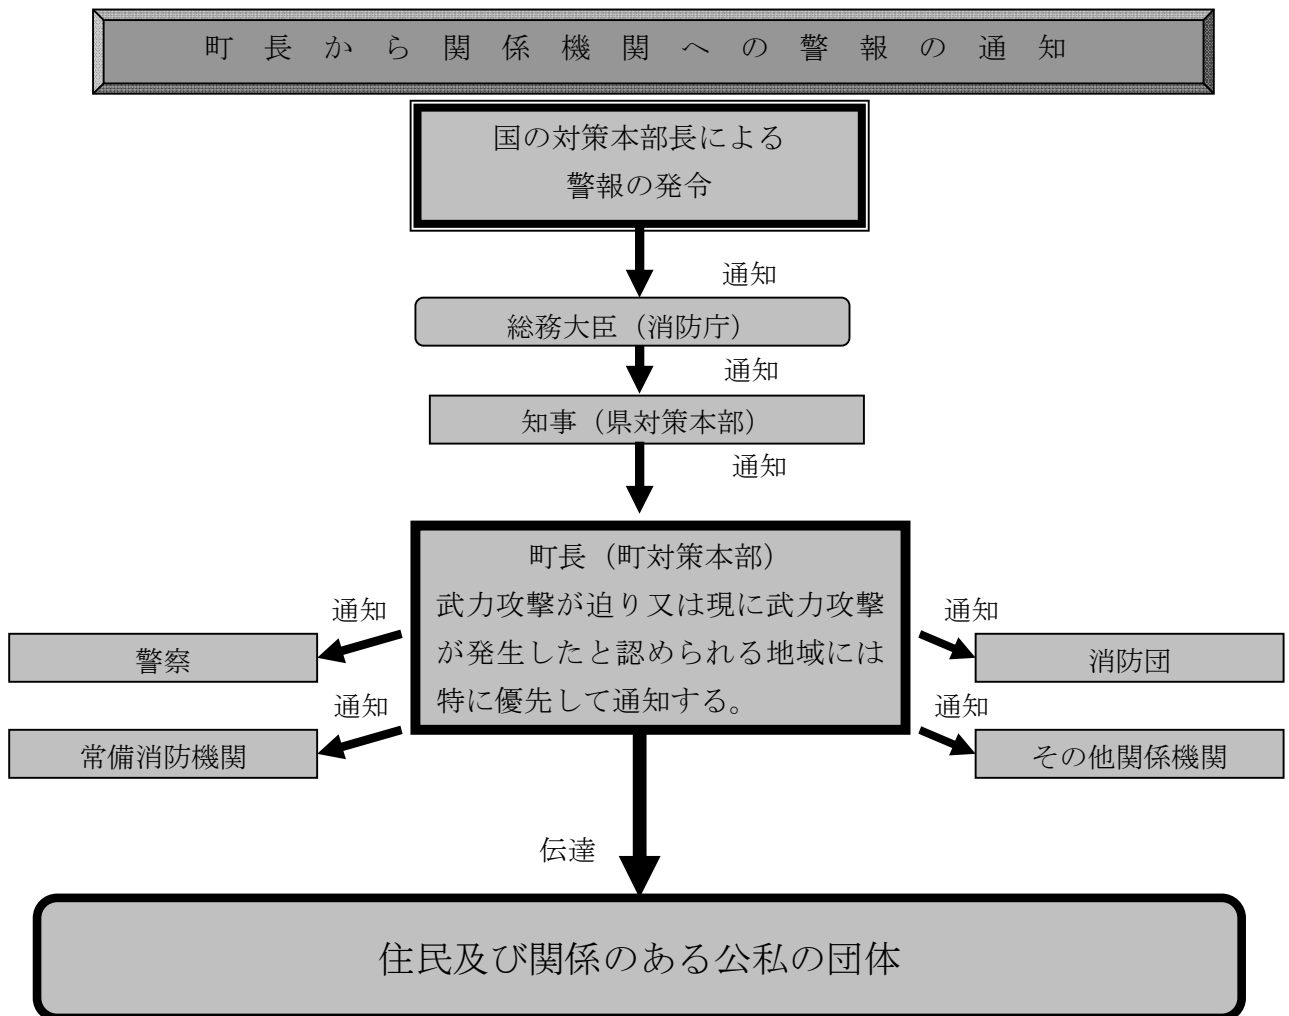 町長から関係機関への警報の通知
国の対策本部長による
警報の発令
通知
総務大臣（消防庁）
通知
知事（県対策本部）
通知
町長（町対策本部）
武力攻撃が迫り又は現に武力攻撃
が発生したと認められる地域には
特に優先して通知する。
通知
警察
通知
常備消防機関
通知
消防団
通知
その他関係機関
伝達
住民及び関係のある公私の団体